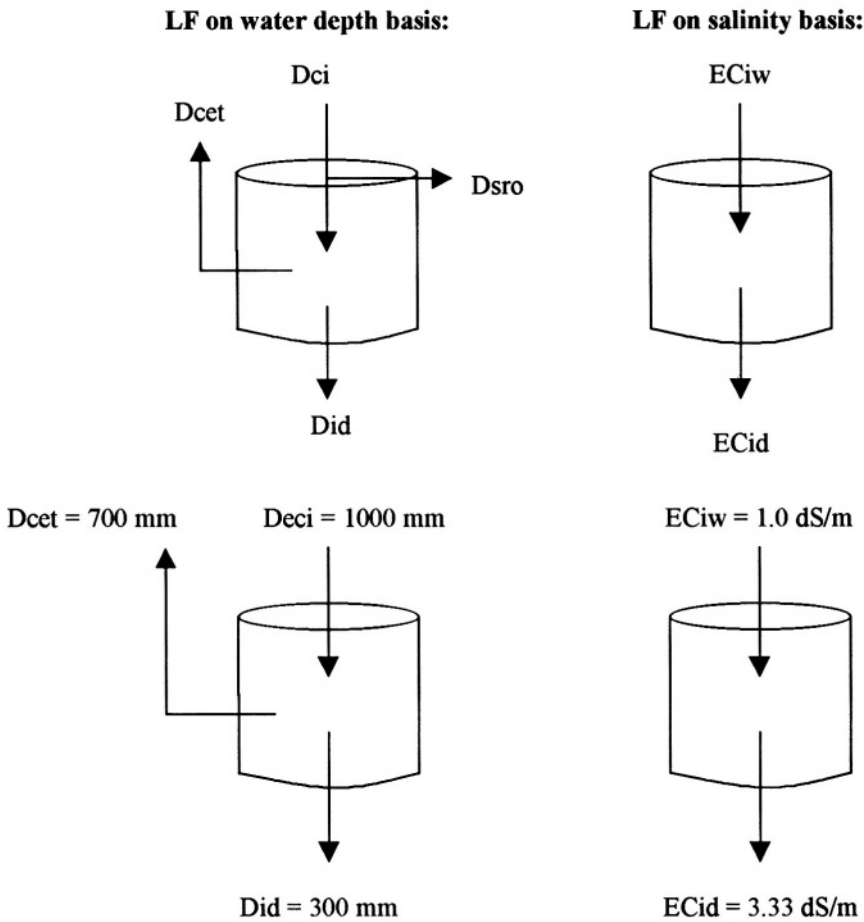 LF on water depth basis:
LF on salinity basis:
Dci
ECiw
Dcet
Dsro
Did
ECid
Dcet = 700 mm
Deci = 1000 mm
ECiw = 1.0 dS/m
Did = 300 mm
ECid = 3.33 dS/m